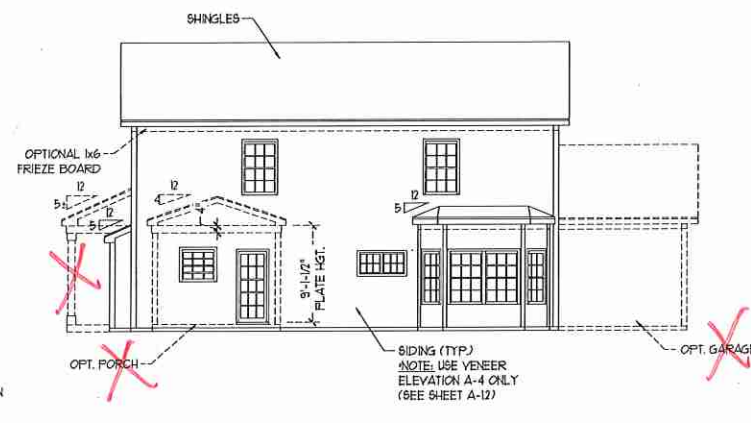 SHINGLES
OPTIONAL 1x6
FRIEZE BOARD
12
5
12
5
12
4
4"
12
5
9'-1-1/2"
PLATE HGT.
OPT. PORCH
SIDING (TYP.)
*NOTE: USE VENEER
ELEVATION A-4 ONLY
(SEE SHEET A-12)
OPT. GARAGE
N